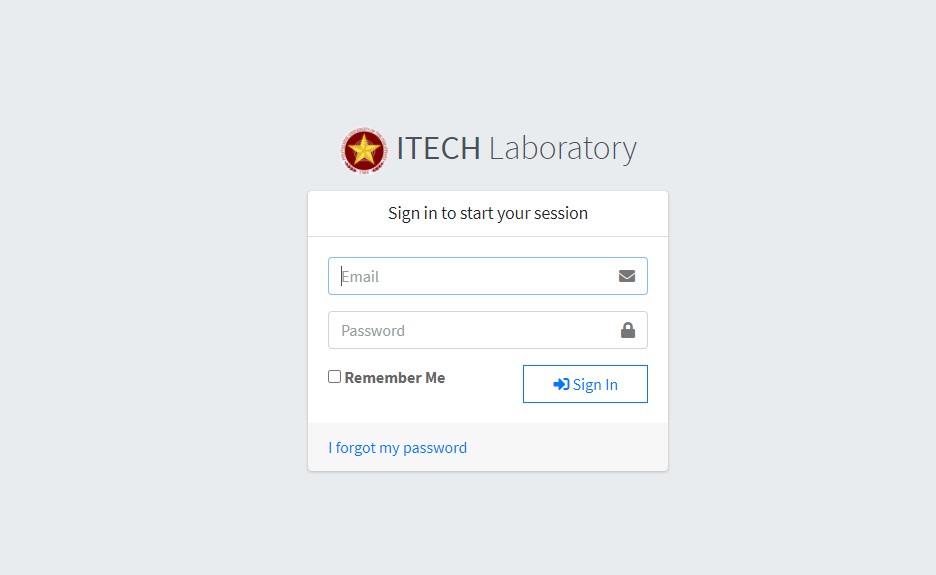 ITECH Laboratory
Sign in to start your session
Email
Password
Remember Me
Sign In
I forgot my password